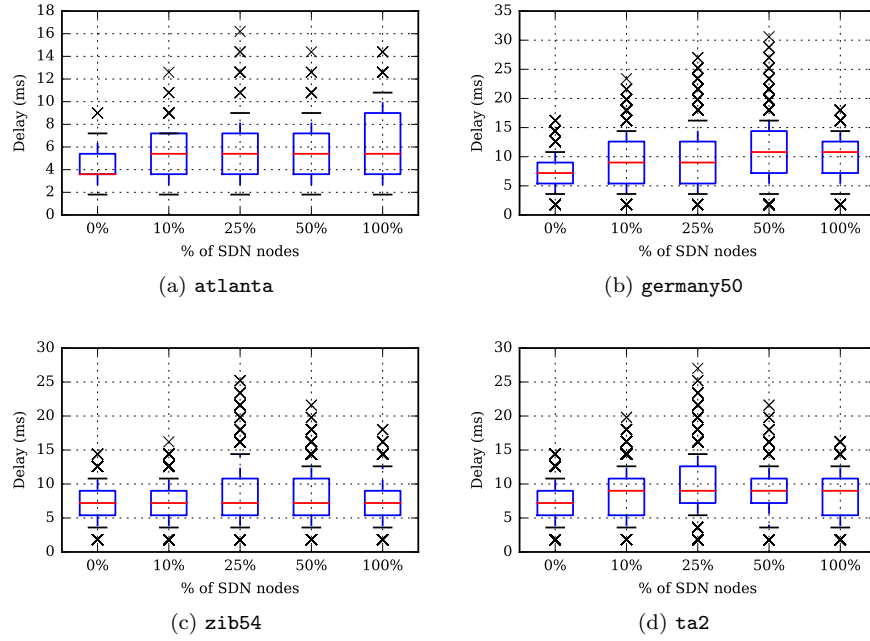 18
16
14
12
10
8
6
4
2
0
Delay (ms)
0% 10% 25% 50% 100%
% of SDN nodes
(a) atlanta
35
30
25
20
15
10
5
0
Delay (ms)
0% 10% 25% 50% 100%
% of SDN nodes
(b) germany50
30
25
20
15
10
5
0
Delay (ms)
0% 10% 25% 50% 100%
% of SDN nodes
(c) zib54
30
25
20
15
10
5
0
Delay (ms)
0% 10% 25% 50% 100%
% of SDN nodes
(d) ta2